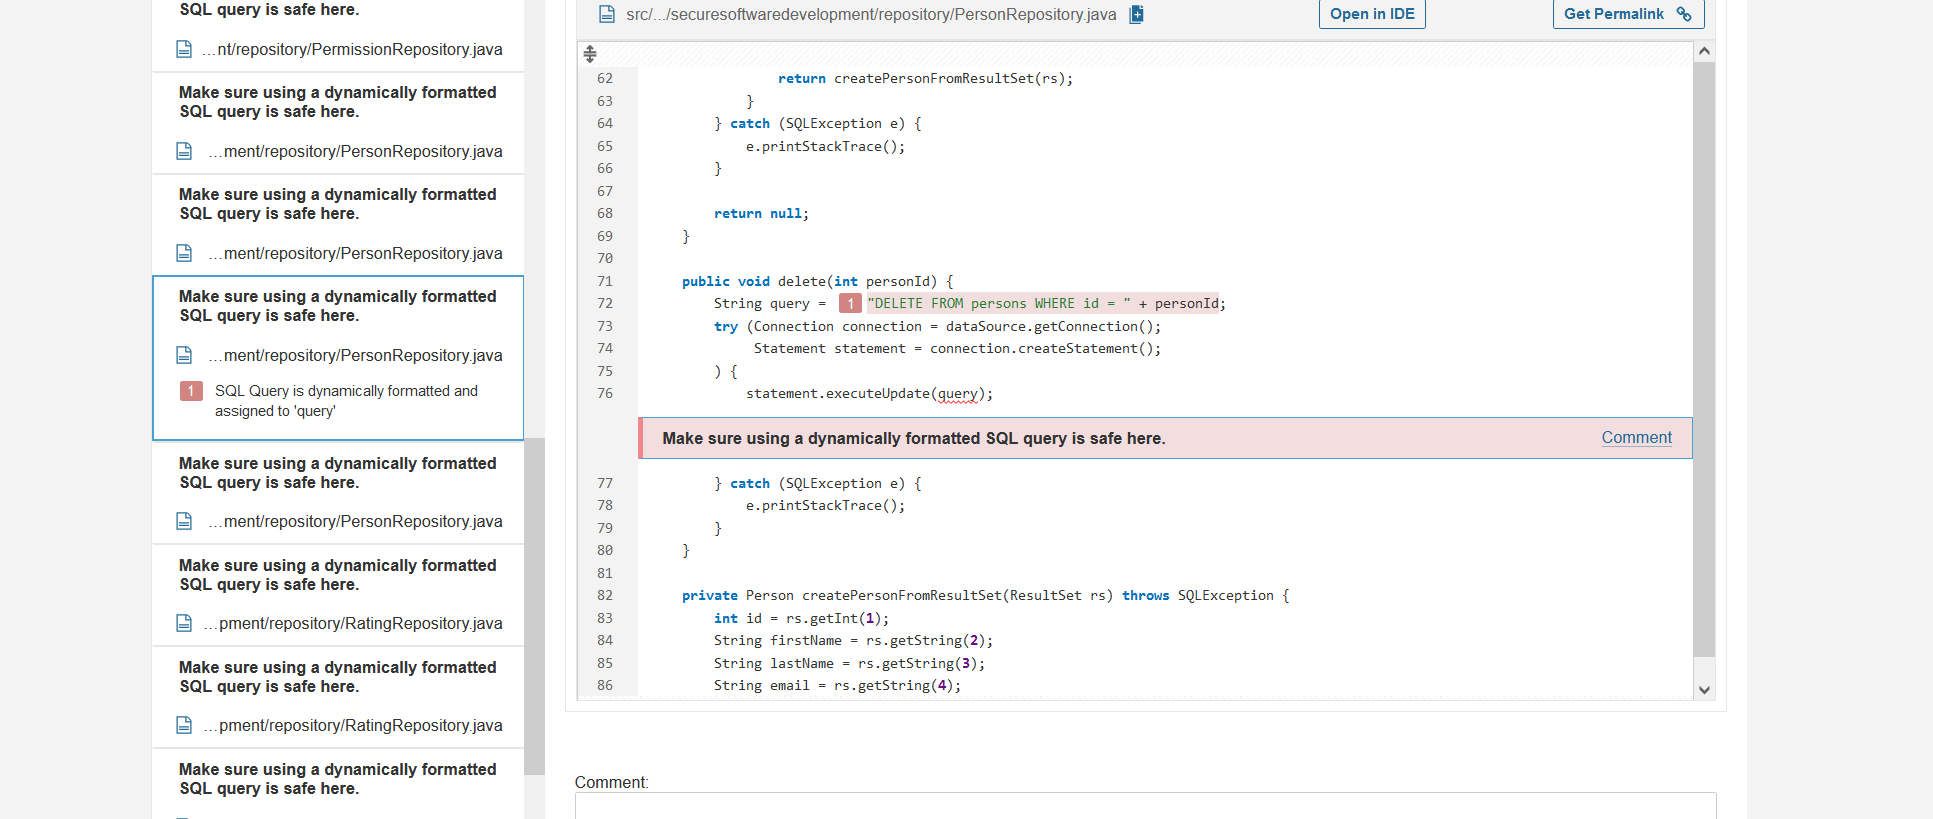 SQL query is safe here.
...nt/repository/PermissionRepository.java
Make sure using a dynamically formatted
SQL query is safe here.
...ment/repository/PersonRepository.java
Make sure using a dynamically formatted
SQL query is safe here.
...ment/repository/PersonRepository.java
Make sure using a dynamically formatted
SQL query is safe here.
...ment/repository/PersonRepository.java
1 SQL Query is dynamically formatted and
assigned to 'query'
Make sure using a dynamically formatted
SQL query is safe here.
...ment/repository/PersonRepository.java
Make sure using a dynamically formatted
SQL query is safe here.
...pment/repository/RatingRepository.java
Make sure using a dynamically formatted
SQL query is safe here.
...pment/repository/RatingRepository.java
Make sure using a dynamically formatted
SQL query is safe here.
src/.../securesoftwaredevelopment/repository/PersonRepository.java Open in IDE Get Permalink
62 return createPersonFromResultSet(rs);
63 }
64 } catch (SQLException e) {
65 e.printStackTrace();
66 }
67
68 return null;
69 }
70
71 public void delete(int personId) {
72 String query = 1 "DELETE FROM persons WHERE id = " + personId;
73 try (Connection connection = dataSource.getConnection();
74 Statement statement = connection.createStatement();
75 ) {
76 statement.executeUpdate(query);
Make sure using a dynamically formatted SQL query is safe here. Comment
77 } catch (SQLException e) {
78 e.printStackTrace();
79 }
80 }
81
82 private Person createPersonFromResultSet(ResultSet rs) throws SQLException {
83 int id = rs.getInt(1);
84 String firstName = rs.getString(2);
85 String lastName = rs.getString(3);
86 String email = rs.getString(4);
Comment: